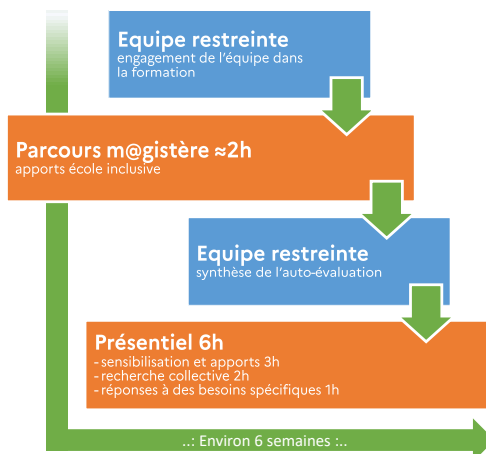 Equipe restreinte
engagement de l'équipe dans
la formation
Parcours m@gistère ≈2h
apports école inclusive
Equipe restreinte
synthèse de l'auto-évaluation
Présentiel 6h
-sensibilisation et apports 3h
-recherche collective 2h
-réponses à des besoins spécifiques 1h
..: Environ 6 semaines :..